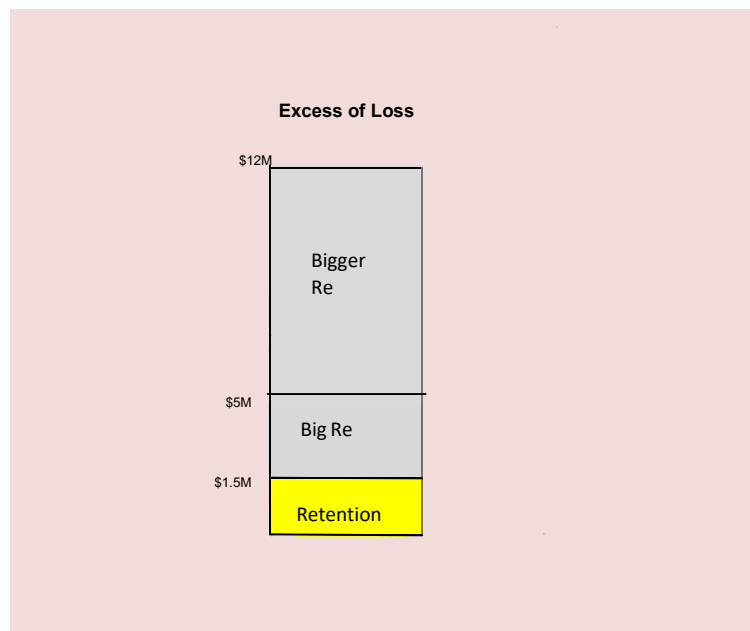 Excess of Loss
$12M
Bigger
Re
$5M
Big Re
$1.5M
Retention